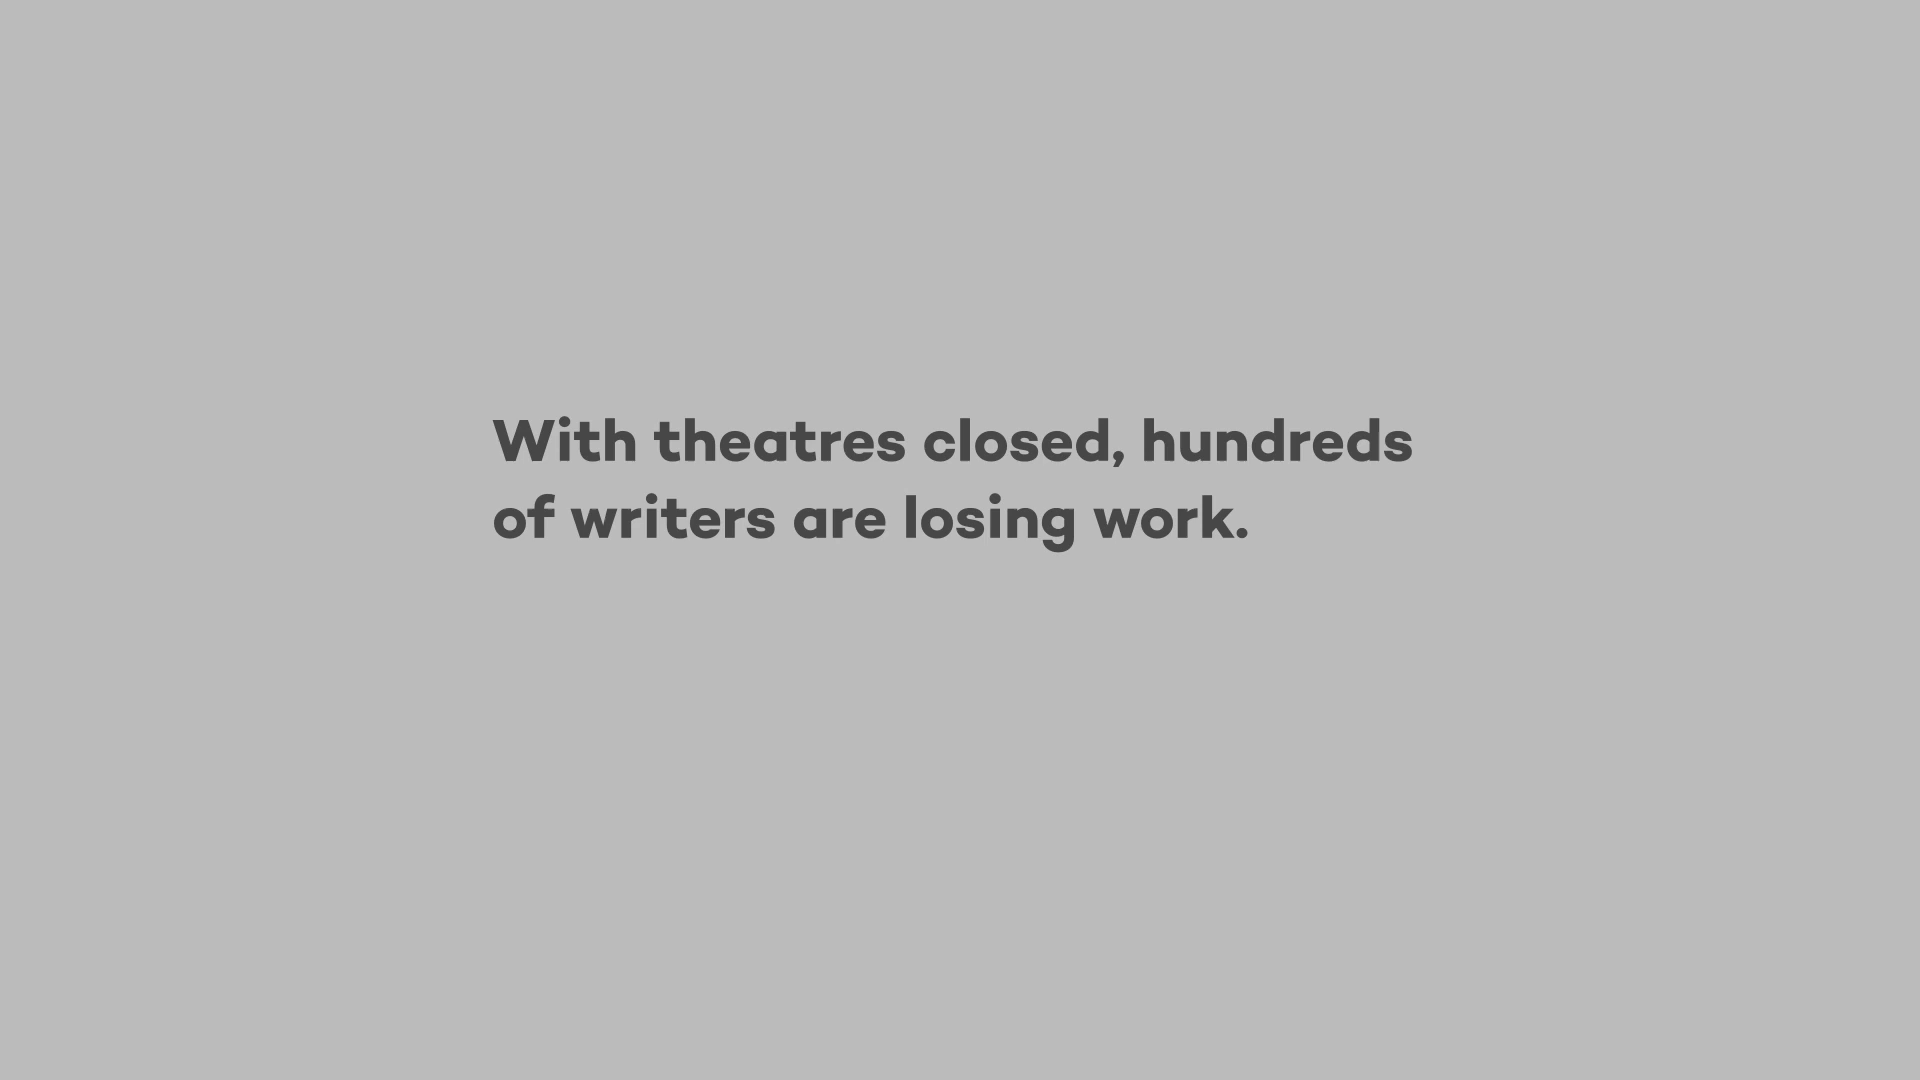 With theatres closed, hundreds
of writers are losing work.